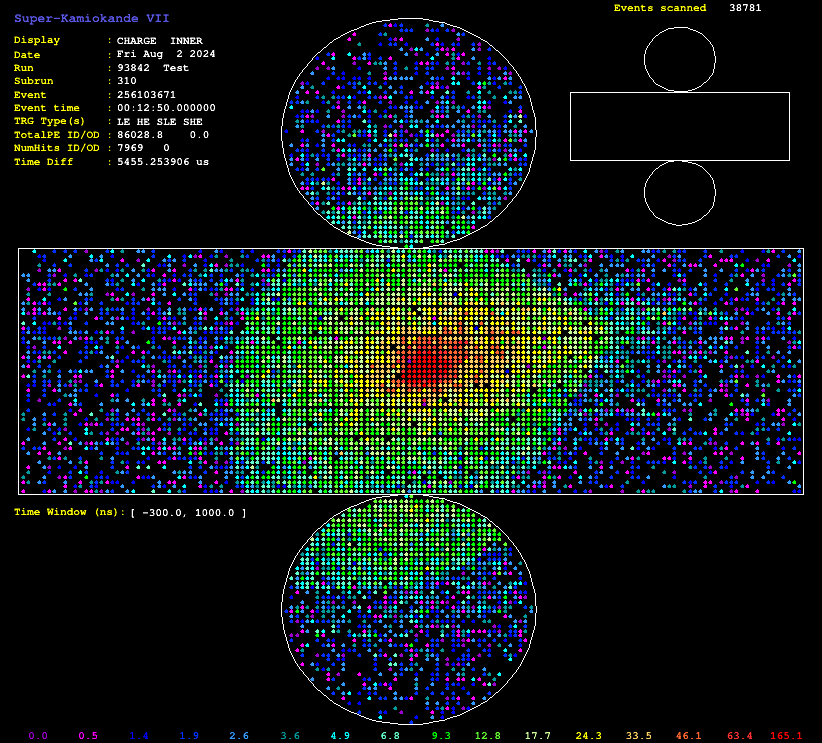 Super-Kamiokande VII
Events scanned 38781
Display : CHARGE INNER
Date : Fri Aug 2 2024
Run : 93842 Test
Subrun : 310
Event : 256103671
Event time : 00:12:50.000000
TRG Type(s) : LE HE SLE SHE
TotalPE ID/OD : 86028.8 0.0
NumHits ID/OD : 7969 0
Time Diff : 5455.253906 us
Time Window (ns): [ -300.0, 1000.0 ]
0.0 0.5 1.4 1.9 2.6 3.6 4.9 6.8 9.3 12.8 17.7 24.3 33.5 46.1 63.4 165.1